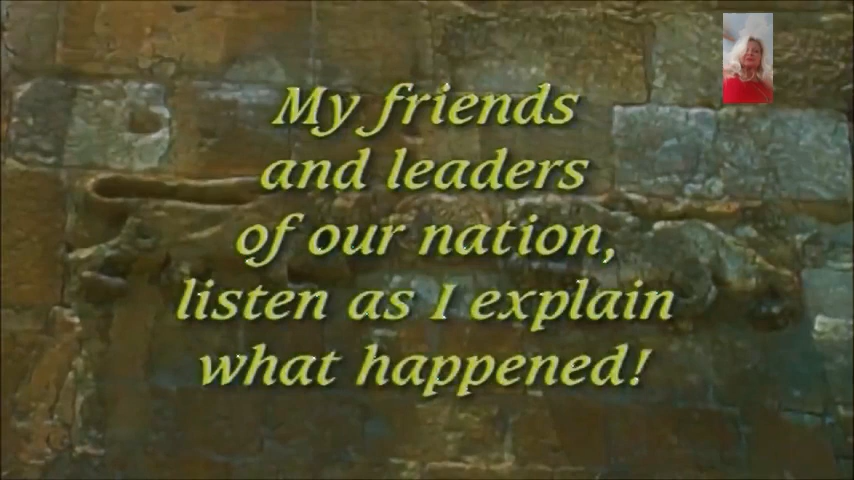 My friends
and leaders
of our nation,
listen as I explain
what happened!